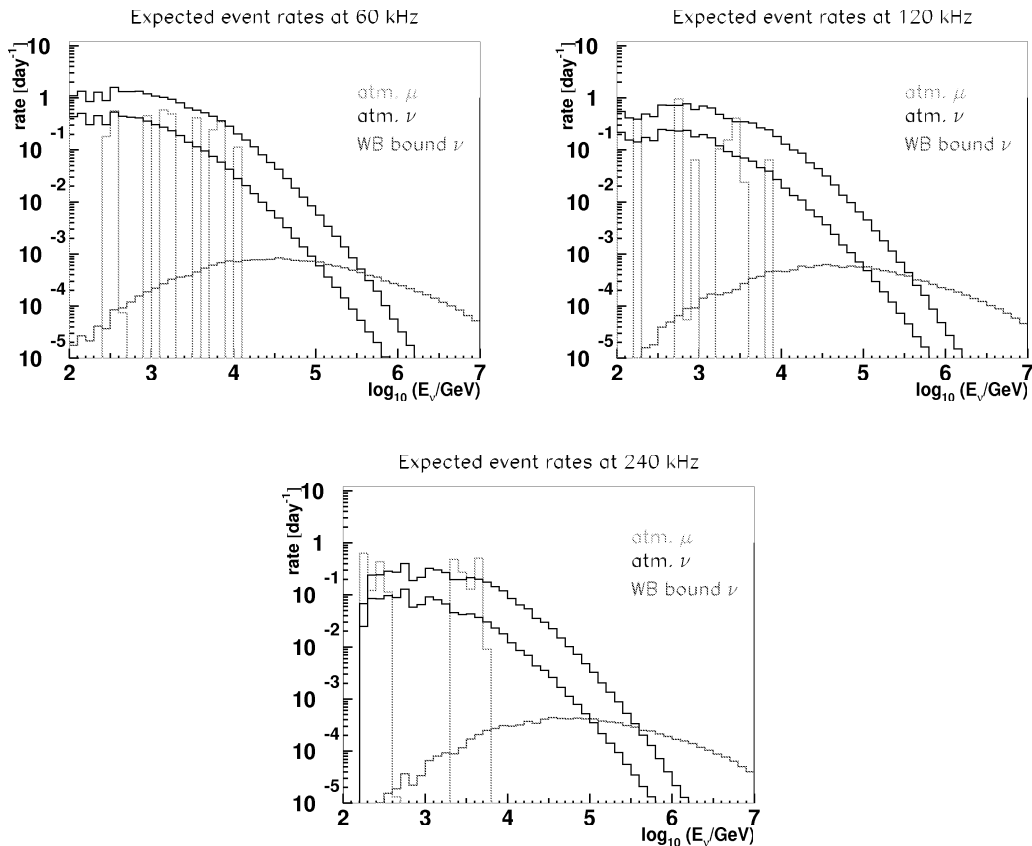 Expected event rates at 60 kHz
rate [day⁻¹]
10
1
10⁻¹
10⁻²
10⁻³
10⁻⁴
10⁻⁵
atm. μ
atm. ν
WB bound ν
2 3 4 5 6 7
log₁₀ (Eᵥ/GeV)
Expected event rates at 120 kHz
rate [day⁻¹]
10
1
10⁻¹
10⁻²
10⁻³
10⁻⁴
10⁻⁵
atm. μ
atm. ν
WB bound ν
2 3 4 5 6 7
log₁₀ (Eᵥ/GeV)
Expected event rates at 240 kHz
rate [day⁻¹]
10
1
10⁻¹
10⁻²
10⁻³
10⁻⁴
10⁻⁵
atm. μ
atm. ν
WB bound ν
2 3 4 5 6 7
log₁₀ (Eᵥ/GeV)